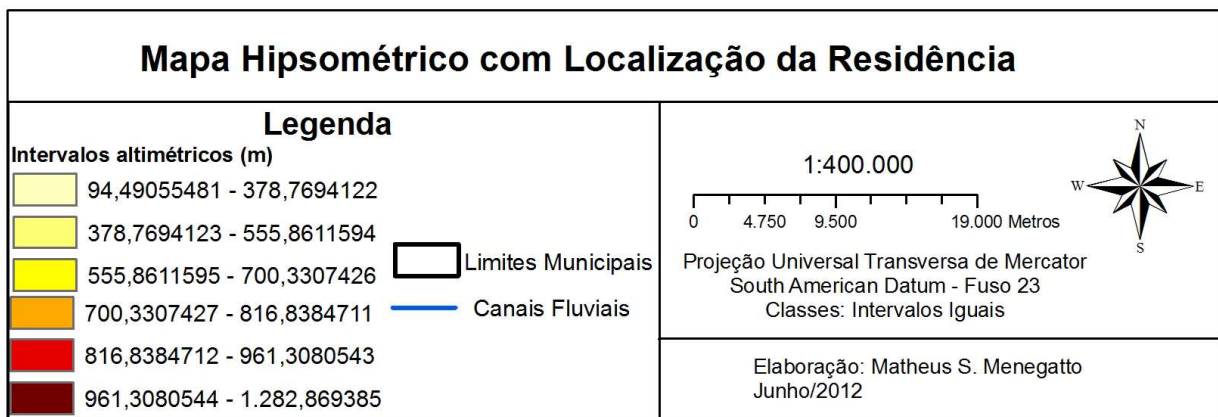 Mapa Hipsométrico com Localização da Residência
Legenda
Intervalos altimétricos (m)
94,49055481 - 378,7694122
378,7694123 - 555,8611594
555,8611595 - 700,3307426
700,3307427 - 816,8384711
816,8384712 - 961,3080543
961,3080544 - 1.282,869385
Limites Municipais
Canais Fluviais
1:400.000
0 4.750 9.500 19.000 Metros
Projeção Universal Transversa de Mercator
South American Datum - Fuso 23
Classes: Intervalos Iguais
N
W E
S
Elaboração: Matheus S. Menegatto
Junho/2012